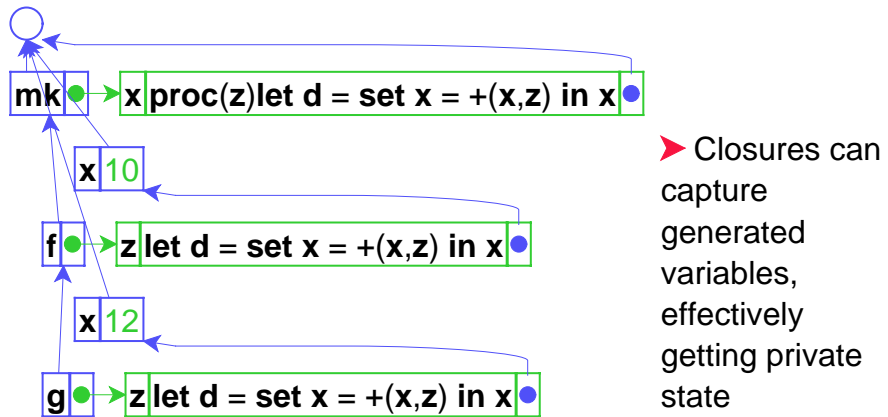 mk x proc(z)let d = set x = +(x,z) in x
x 10
f z let d = set x = +(x,z) in x
x 12
g z let d = set x = +(x,z) in x
Closures can
capture
generated
variables,
effectively
getting private
state